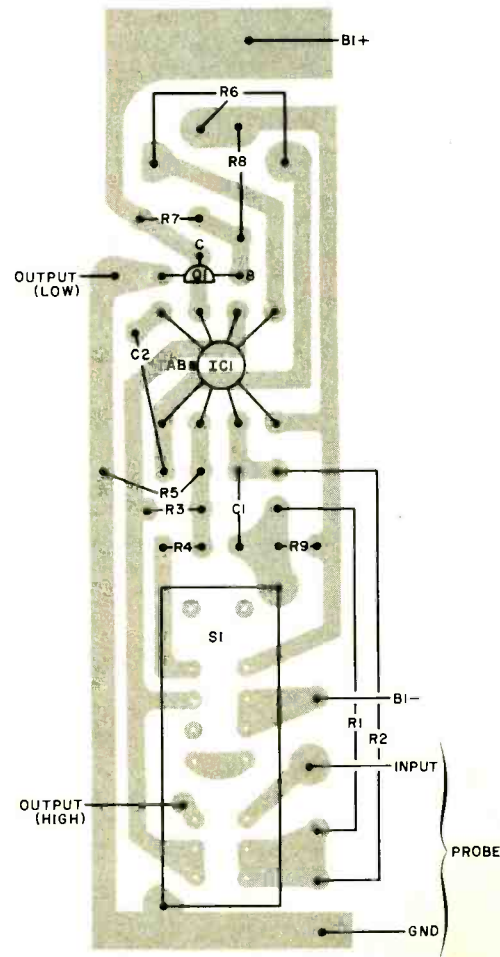 B1+
R6
R8
R7
C
Q1
B
OUTPUT
(LOW)
C2
TAB
IC1
R5
R3
C1
R4
R9
S1
B1-
R1
R2
INPUT
OUTPUT
(HIGH)
PROBE
GND